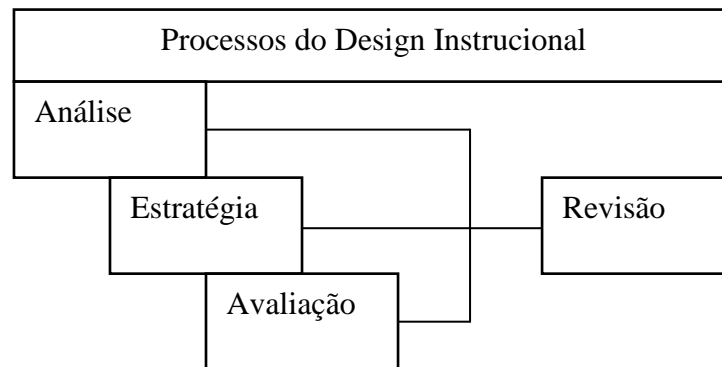 Processos do Design Instrucional
Análise
Estratégia
Revisão
Avaliação